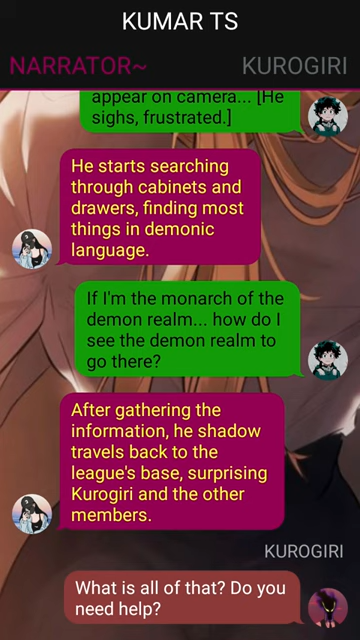 KUMAR TS
NARRATOR~
KUROGIRI
appear on camera... [He
sighs, frustrated.]
He starts searching
through cabinets and
drawers, finding most
things in demonic
language.
If I'm the monarch of the
demon realm... how do I
see the demon realm to
go there?
After gathering the
information, he shadow
travels back to the
league's base, surprising
Kurogiri and the other
members.
KUROGIRI
What is all of that? Do you
need help?